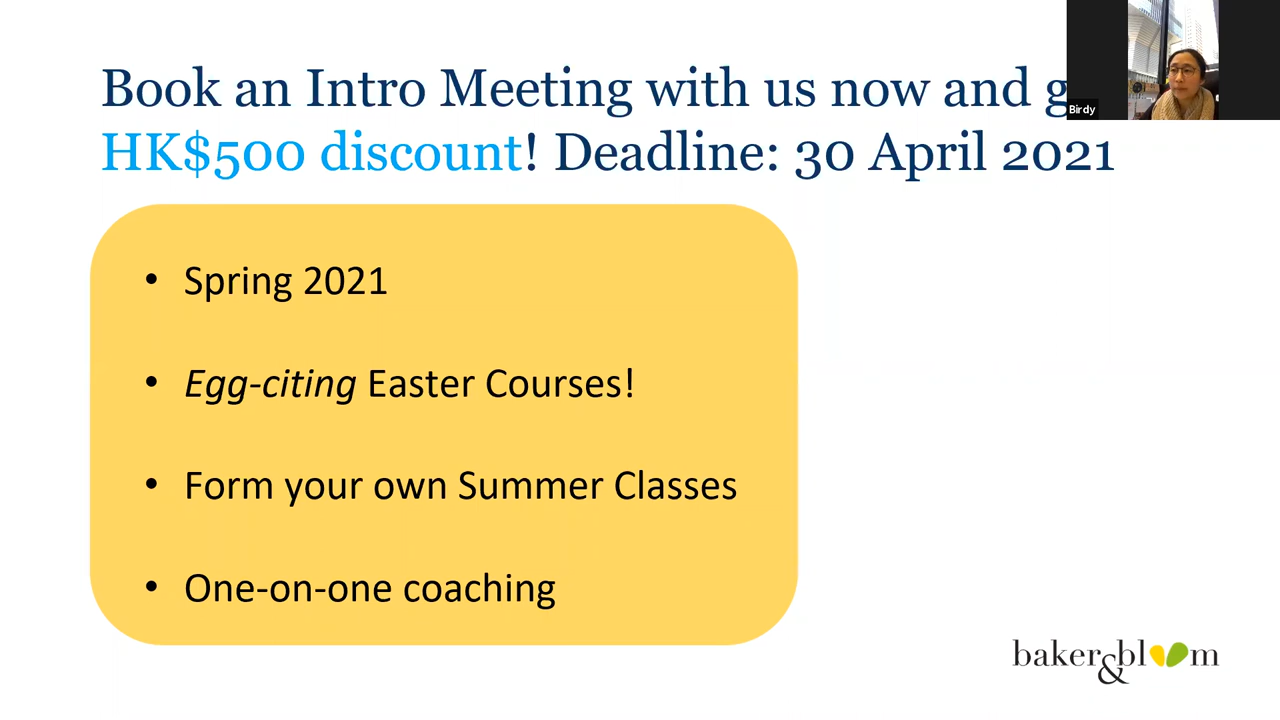 Book an Intro Meeting with us now and g
HK$500 discount! Deadline: 30 April 2021
Birdy
• Spring 2021
• Egg-citing Easter Courses!
• Form your own Summer Classes
• One-on-one coaching
baker&bloom